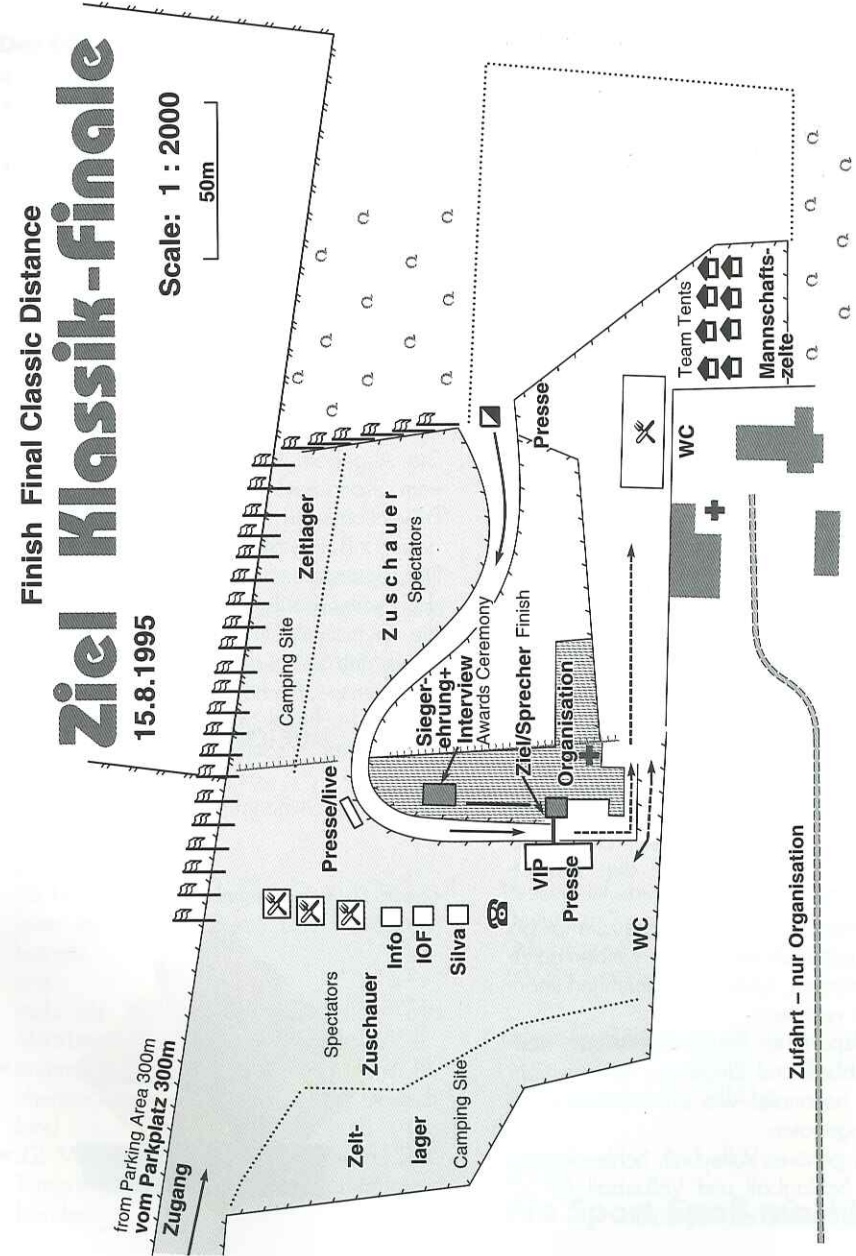 Finish Final Classic Distance
Ziel Klassik-Finale
15.8.1995
Scale: 1 : 2000
50m
from Parking Area 300m
vom Parkplatz 300m
Zugang
Camping Site
Zeltlager
Zuschauer
Spectators
Presse/live
Spectators
Zuschauer
Zelt-
lager
Camping Site
Info
IOF
Silva
VIP
Presse
WC
Sieger-
ehrung+
Interview
Awards Ceremony
Ziel/Sprecher Finish
Organisation
Presse
Team Tents
Mannschafts-
-zelte
WC
Zufahrt – nur Organisation